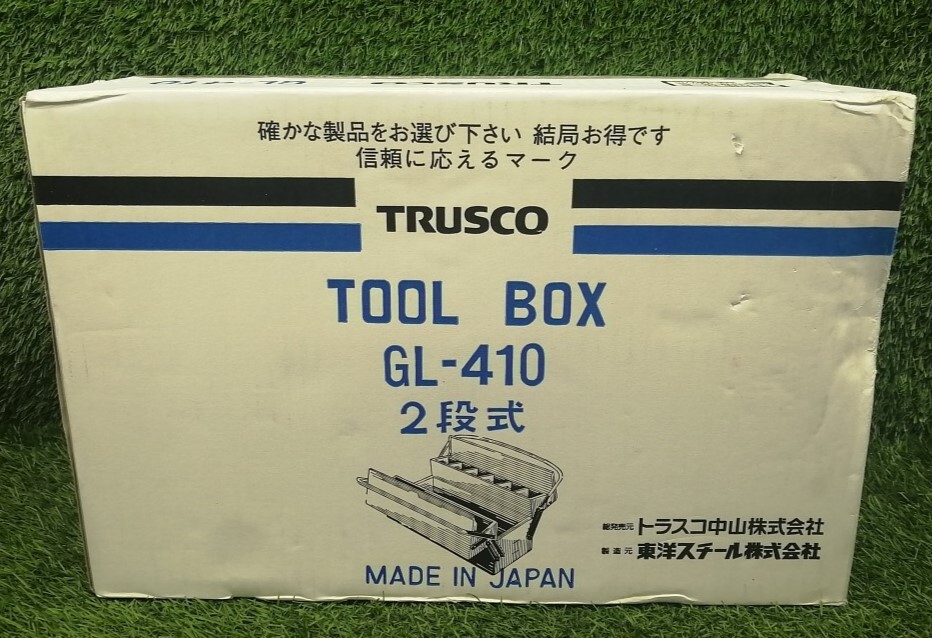 GL-410 TRUSCO
確かな製品をお選び下さい 結局お得です
信頼に応えるマーク
TRUSCO
TOOL BOX
GL-410
2段式
総発売元 トラスコ中山株式会社
製造元 東洋スチール株式会社
MADE IN JAPAN